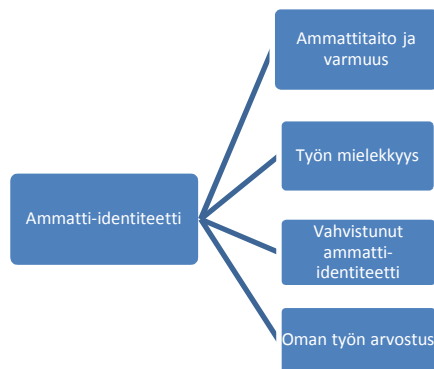 Ammattitaito ja
varmuus
Työn mielekkyys
Ammatti-identiteetti
Vahvistunut
ammatti-
identiteetti
Oman työn arvostus